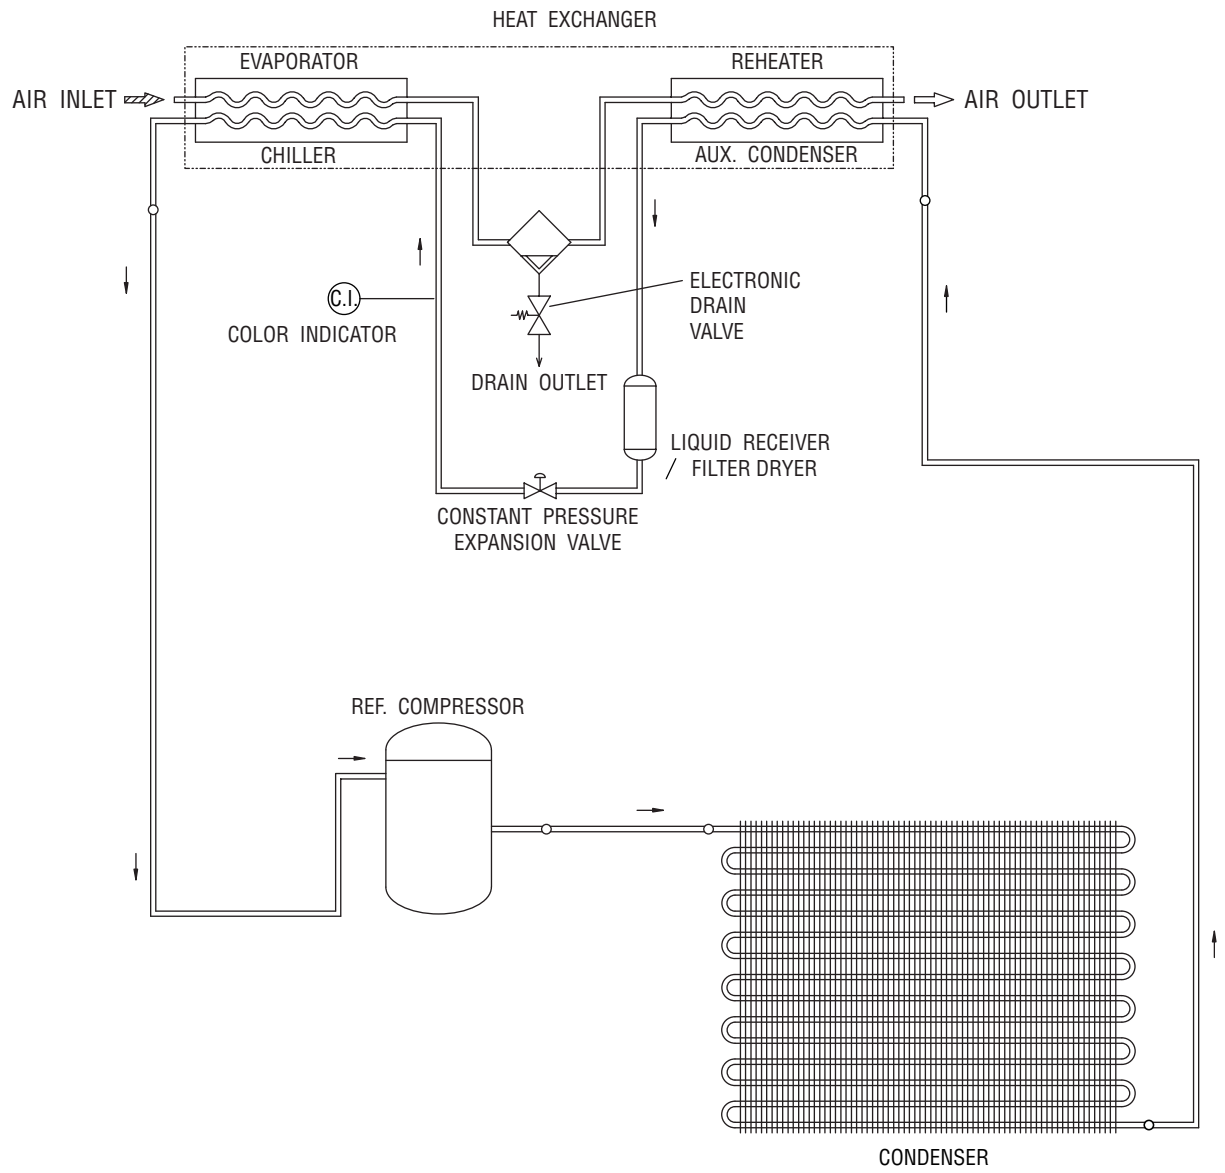 HEAT EXCHANGER
EVAPORATOR
REHEATER
AIR INLET
AIR OUTLET
CHILLER
AUX. CONDENSER
ELECTRONIC
DRAIN
VALVE
C.I.
COLOR INDICATOR
DRAIN OUTLET
LIQUID RECEIVER
FILTER DRYER
CONSTANT PRESSURE
EXPANSION VALVE
REF. COMPRESSOR
CONDENSER